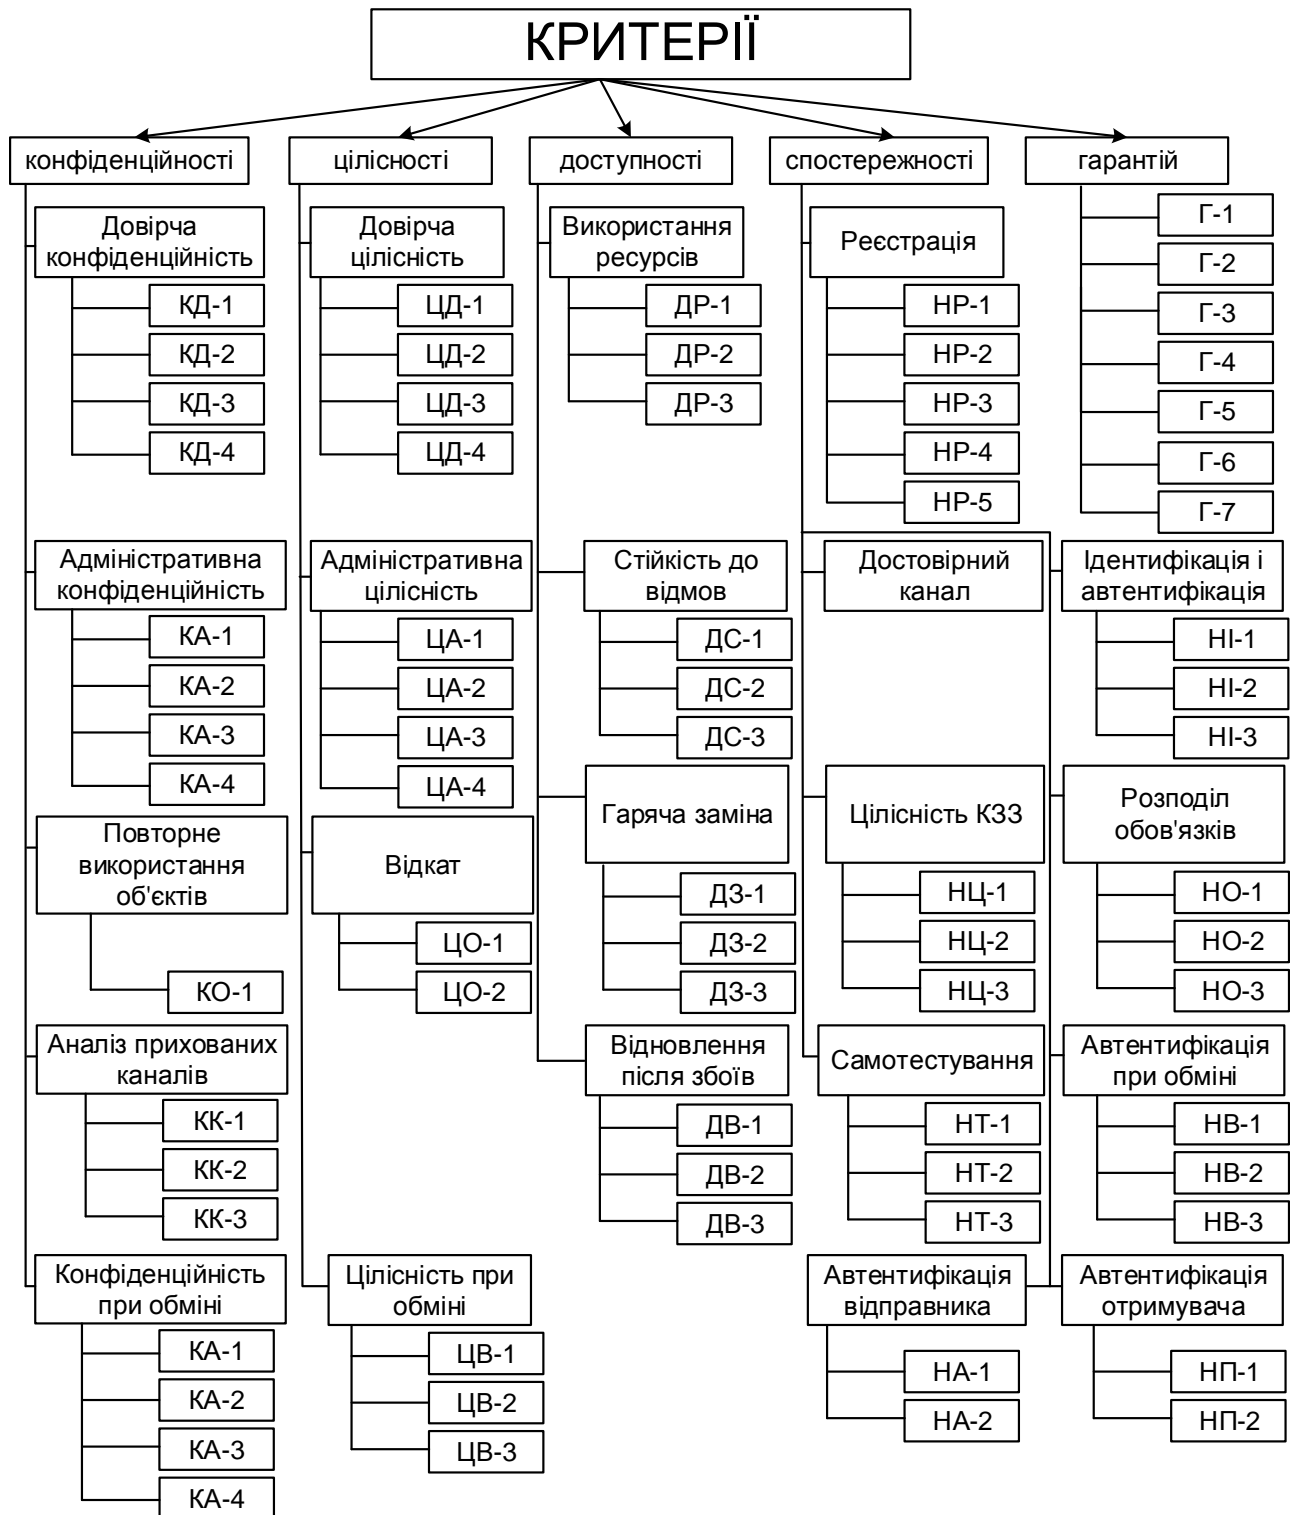 КРИТЕРІЇ
конфіденційності
цілісності
доступності
спостережності
гарантій
Довірча
конфіденційність
КД-1
КД-2
КД-3
КД-4
Адміністративна
конфіденційність
КА-1
КА-2
КА-3
КА-4
Повторне
використання
об'єктів
КО-1
Аналіз прихованих
каналів
КК-1
КК-2
КК-3
Конфіденційність
при обміні
КА-1
КА-2
КА-3
КА-4
Довірча
цілісність
ЦД-1
ЦД-2
ЦД-3
ЦД-4
Адміністративна
цілісність
ЦА-1
ЦА-2
ЦА-3
ЦА-4
Відкат
ЦО-1
ЦО-2
Цілісність при
обміні
ЦВ-1
ЦВ-2
ЦВ-3
Використання
ресурсів
ДР-1
ДР-2
ДР-3
Стійкість до
відмов
ДС-1
ДС-2
ДС-3
Гаряча заміна
ДЗ-1
ДЗ-2
ДЗ-3
Відновлення
після збоїв
ДВ-1
ДВ-2
ДВ-3
Реєстрація
НР-1
НР-2
НР-3
НР-4
НР-5
Достовірний
канал
Цілісність КЗЗ
НЦ-1
НЦ-2
НЦ-3
Самотестування
НТ-1
НТ-2
НТ-3
Автентифікація
відправника
НА-1
НА-2
Г-1
Г-2
Г-3
Г-4
Г-5
Г-6
Г-7
Ідентифікація і
автентифікація
НІ-1
НІ-2
НІ-3
Розподіл
обов'язків
НО-1
НО-2
НО-3
Автентифікація
при обміні
НВ-1
НВ-2
НВ-3
Автентифікація
отримувача
НП-1
НП-2